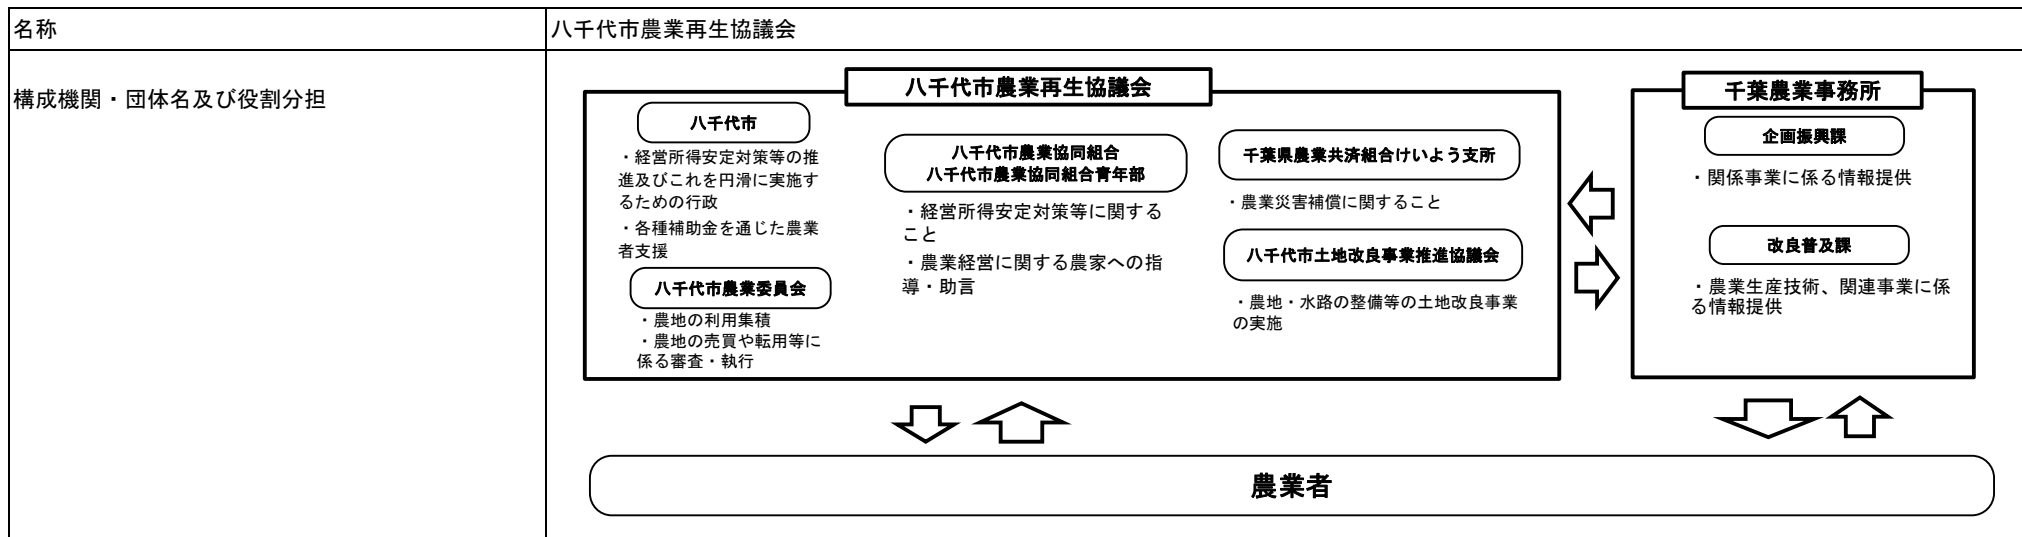 名称
八千代市農業再生協議会
構成機関・団体名及び役割分担
八千代市農業再生協議会
八千代市
・経営所得安定対策等の推
進及びこれを円滑に実施す
るための行政
・各種補助金を通じた農業
者支援
八千代市農業委員会
・農地の利用集積
・農地の売買や転用等に
係る審査・執行
八千代市農業協同組合
八千代市農業協同組合青年部
・経営所得安定対策等に関する
こと
・農業経営に関する農家への指
導・助言
千葉県農業共済組合けいよう支所
・農業災害補償に関すること
八千代市土地改良事業推進協議会
・農地・水路の整備等の土地改良事業
の実施
千葉農業事務所
企画振興課
・関係事業に係る情報提供
改良普及課
・農業生産技術、関連事業に係
る情報提供
農業者